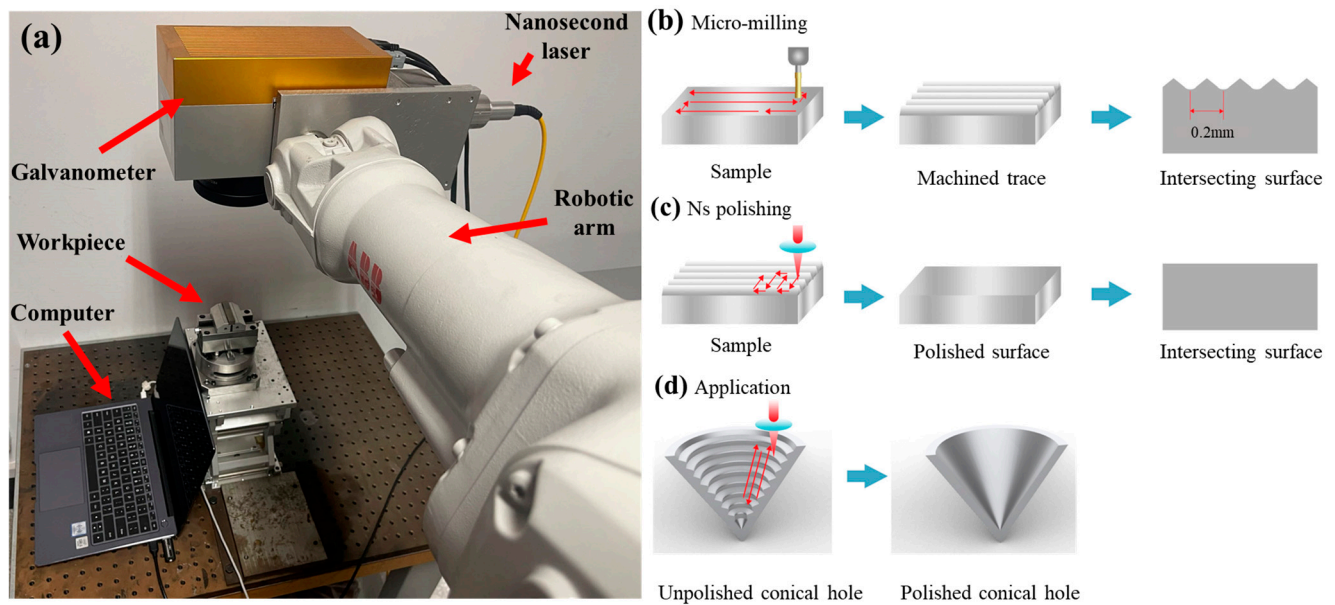 (a)
Nanosecond
laser
Galvanometer
Robotic
arm
Workpiece
Computer
ABB
(b) Micro-milling
0.2mm
Sample
Machined trace
Intersecting surface
(c) Ns polishing
Sample
Polished surface
Intersecting surface
(d) Application
Unpolished conical hole
Polished conical hole